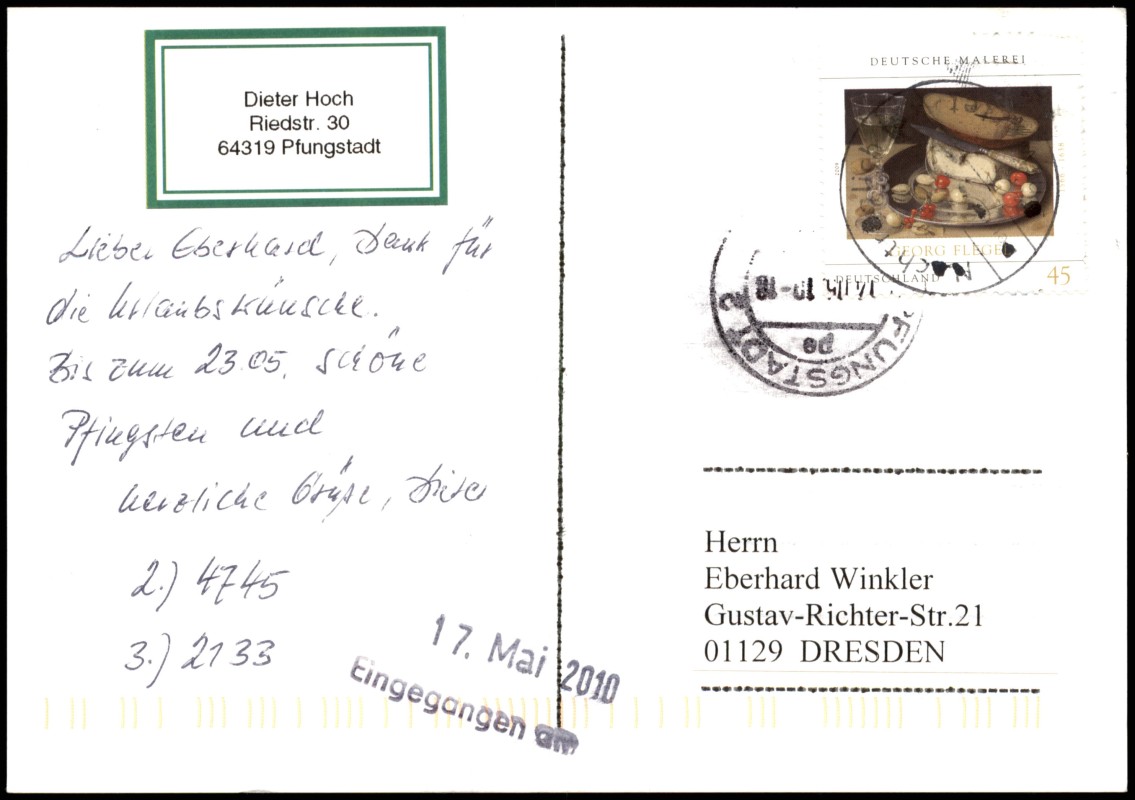 Dieter Hoch
Riedstr. 30
64319 Pfungstadt
Lieber Eberhard, Dank für
die Urlaubswünsche.
Bis zum 23.05. schöne
Pfingsten und
herzliche Grüße, Dieter
2.) 4745
3.) 2133
17. Mai 2010
Eingegangen am
DEUTSCHE MALEREI
GEORG FLEGEL
DEUTSCHLAND
45
PFUNGSTADT 2
Herrn
Eberhard Winkler
Gustav-Richter-Str.21
01129 DRESDEN